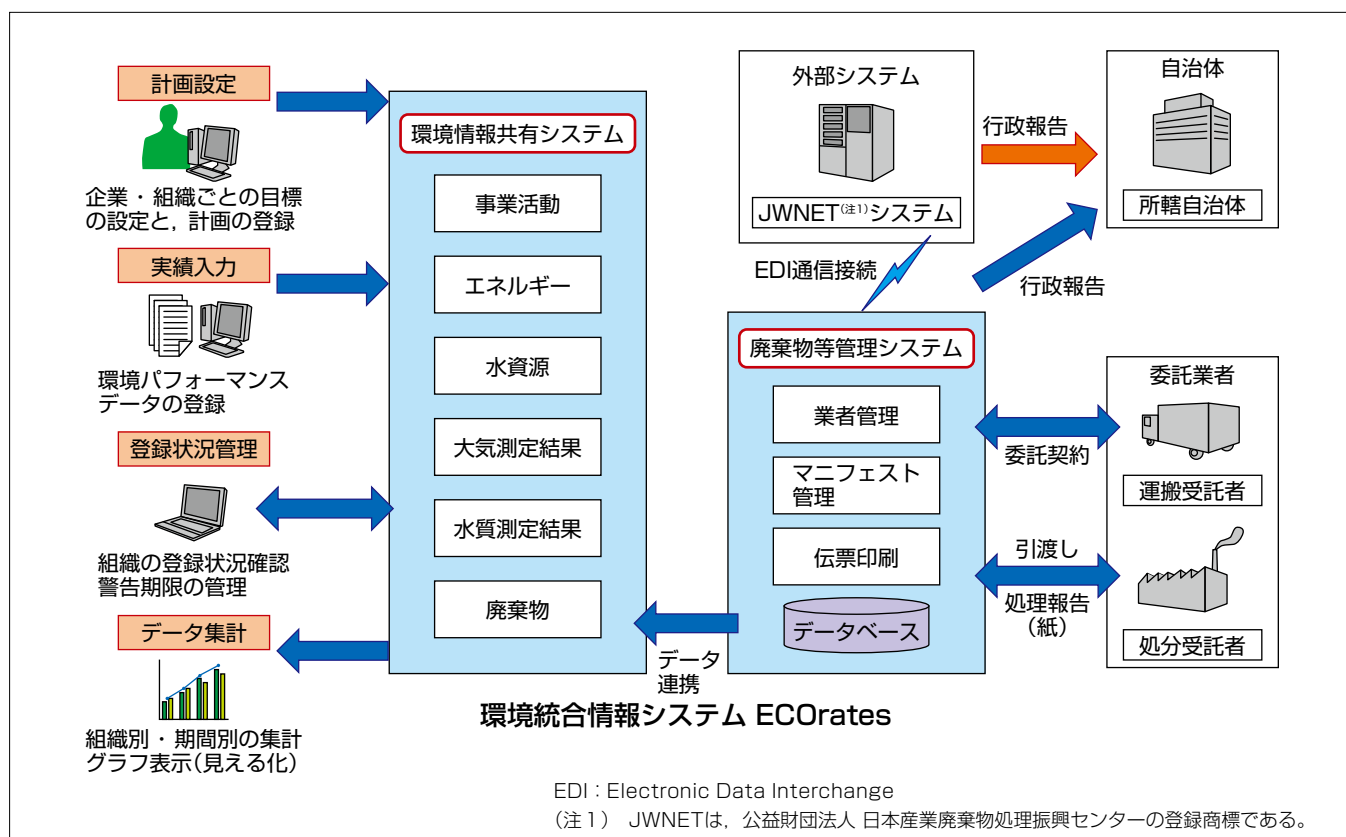 計画設定
企業・組織ごとの目標
の設定と，計画の登録
実績入力
環境パフォーマンス
データの登録
登録状況管理
組織の登録状況確認
警告期限の管理
データ集計
組織別・期間別の集計
グラフ表示(見える化)
環境情報共有システム
事業活動
エネルギー
水資源
大気測定結果
水質測定結果
廃棄物
外部システム
JWNET(注1)システム
EDI通信接続
行政報告
自治体
所轄自治体
行政報告
廃棄物等管理システム
業者管理
マニフェスト
管理
伝票印刷
データベース
データ
連携
委託業者
委託契約
運搬受託者
引渡し
処理報告
(紙)
処分受託者
環境統合情報システム ECOrates
EDI：Electronic Data Interchange
(注1) JWNETは，公益財団法人 日本産業廃棄物処理振興センターの登録商標である。